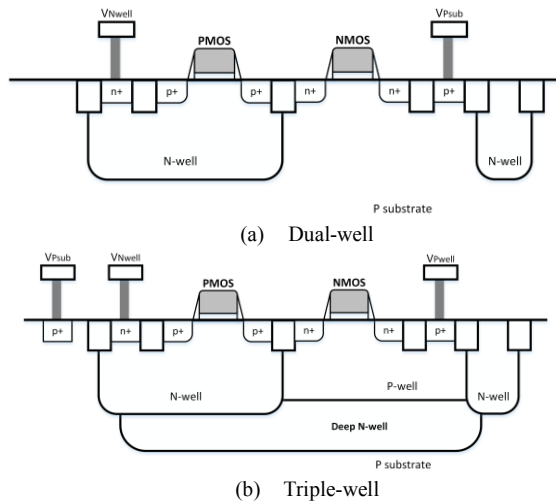 VNwell
VPsub
PMOS
NMOS
n+
p+
p+
n+
n+
p+
N-well
N-well
P substrate
(a) Dual-well
VPsub
VNwell
PMOS
NMOS
VPwell
p+
n+
p+
p+
n+
n+
p+
N-well
P-well
N-well
Deep N-well
P substrate
(b) Triple-well